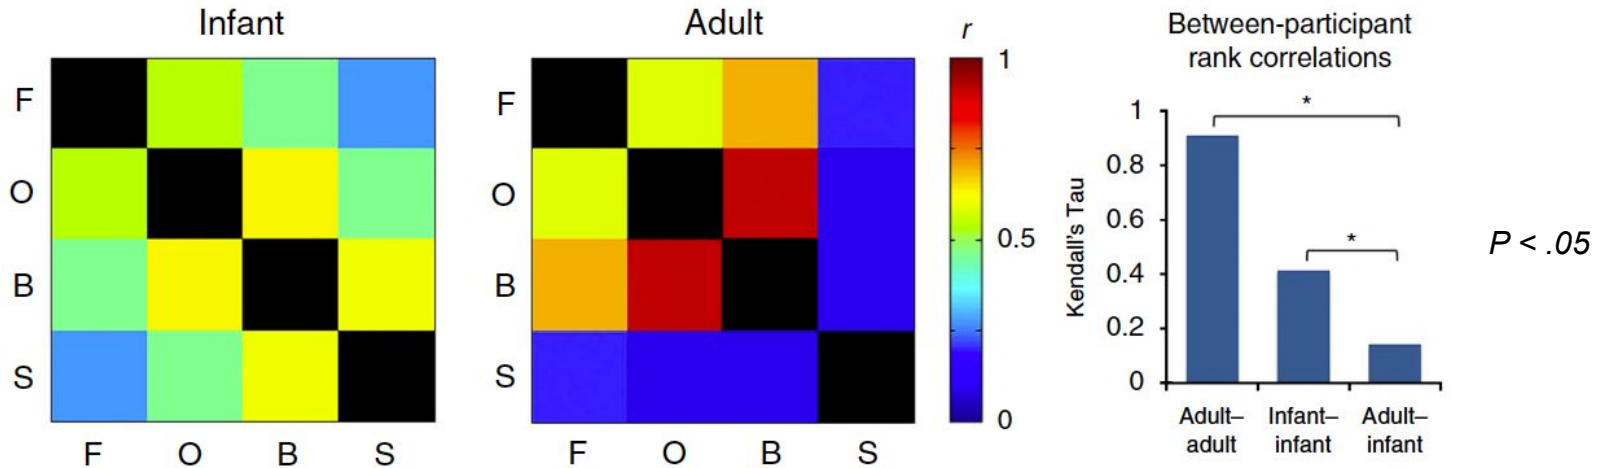 Infant
F
O
B
S
F O B S
Adult
F
O
B
S
F O B S
r
1
0.5
0
Between-participant
rank correlations
Kendall's Tau
1
0.8
0.6
0.4
0.2
0
*
*
Adult–
adult
Infant–
infant
Adult–
infant
P < .05